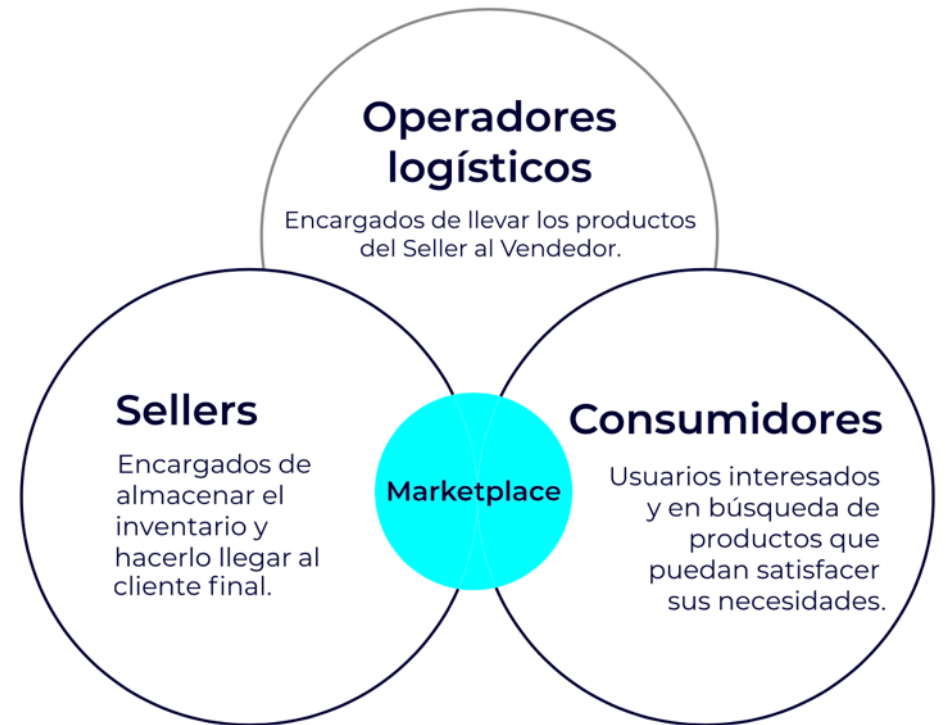 Operadores
logísticos
Encargados de llevar los productos
del Seller al Vendedor.
Sellers
Encargados de
almacenar el
inventario y
hacerlo llegar al
cliente final.
Marketplace
Consumidores
Usuarios interesados
y en búsqueda de
productos que
puedan satisfacer
sus necesidades.